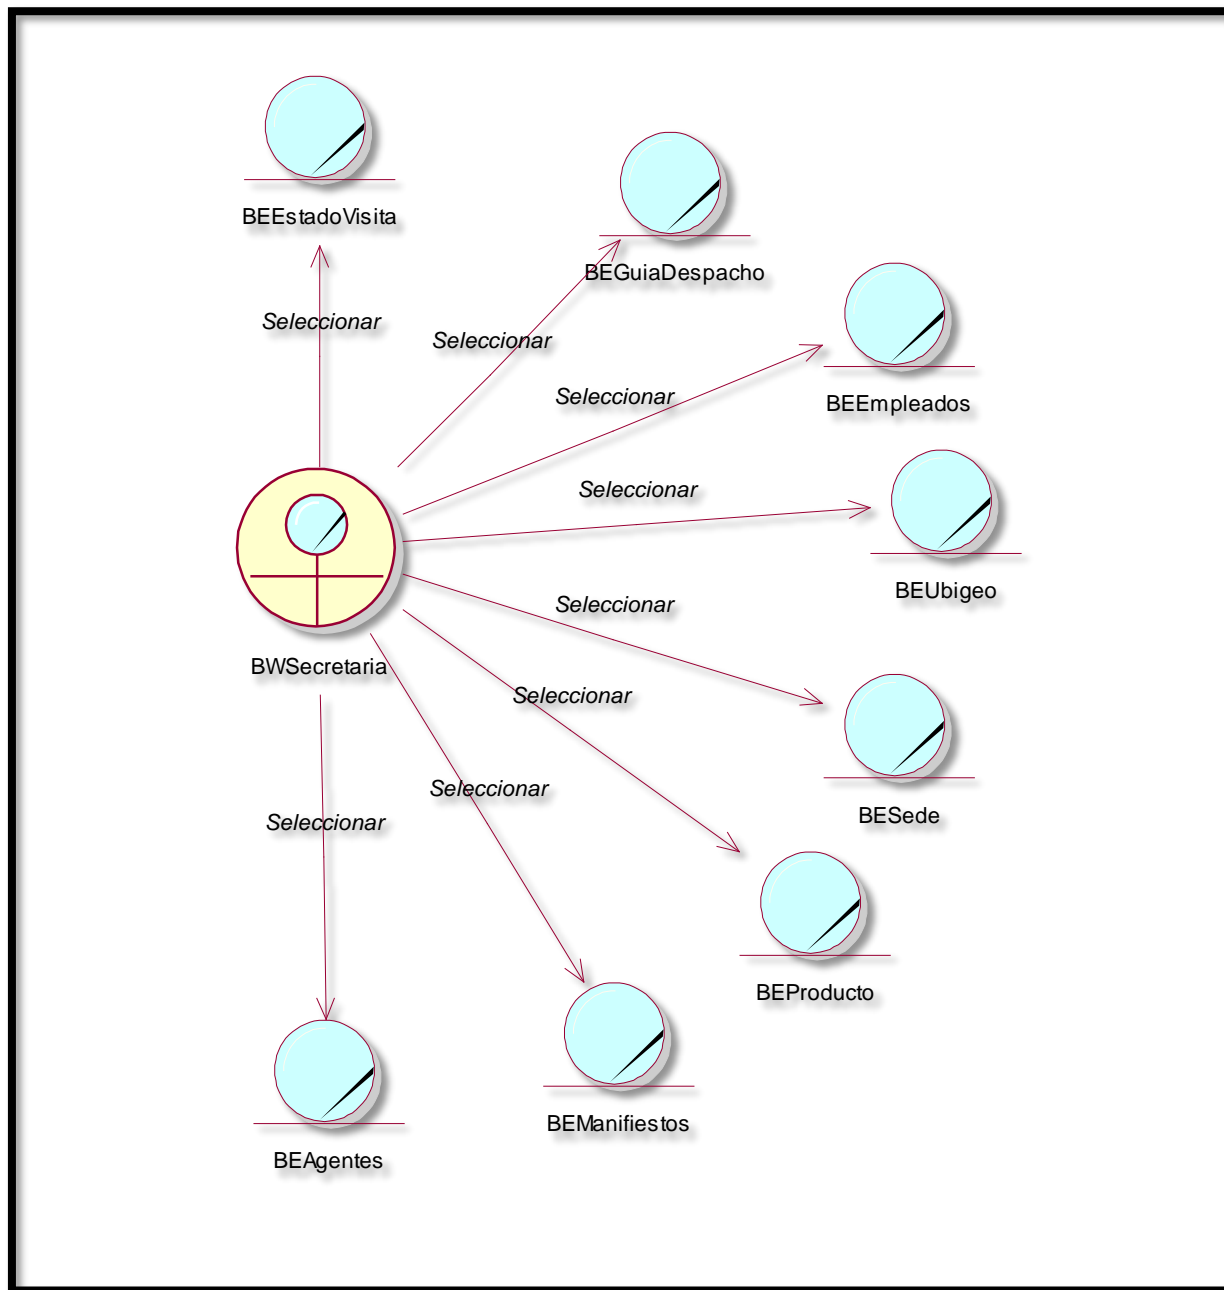 BEEstadoVisita
BEGuiaDespacho
Seleccionar
Seleccionar
Seleccionar
BEEmpleados
Seleccionar
BEUbigeo
Seleccionar
BWSecretaria
Seleccionar
Seleccionar
BESede
Seleccionar
BEProducto
BEManifiestos
BEAgentes